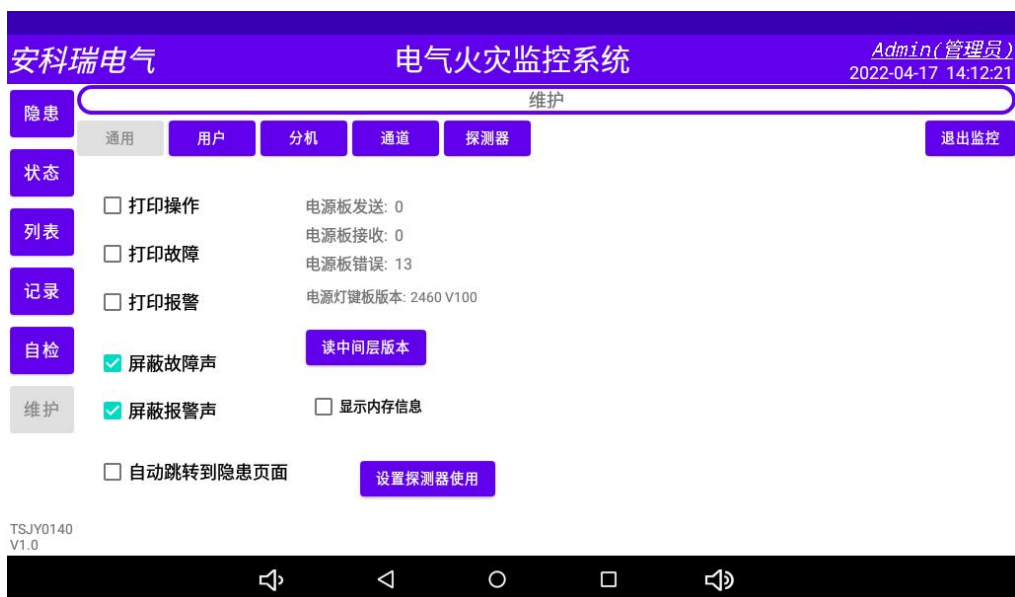 安科瑞电气
电气火灾监控系统
Admin(管理员)
2022-04-17 14:12:21
隐患
维护
通用
用户
分机
通道
探测器
退出监控
状态
列表
记录
自检
维护
打印操作
打印故障
打印报警
屏蔽故障声
屏蔽报警声
自动跳转到隐患页面
电源板发送: 0
电源板接收: 0
电源板错误: 13
电源灯键板版本: 2460 V100
读中间层版本
显示内存信息
设置探测器使用
TSJY0140
V1.0